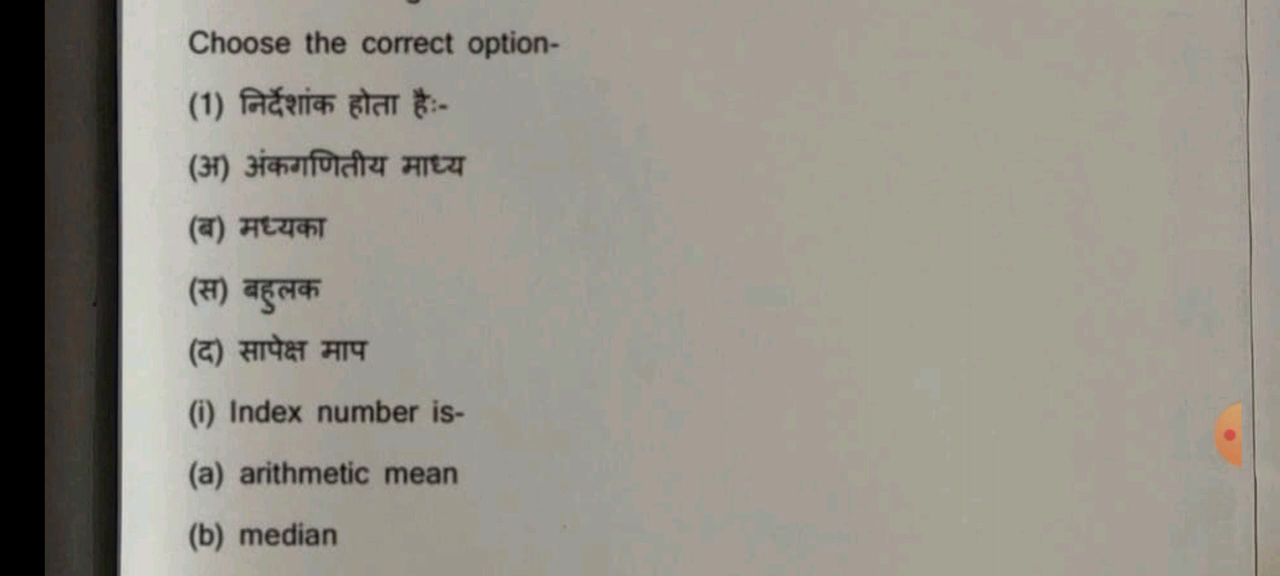 Choose the correct option-
(1) निर्देशांक होता हैः-
(अ) अंकगणितीय माध्य
(ब) मध्यका
(स) बहुलक
(द) सापेक्ष माप
(i) Index number is-
(a) arithmetic mean
(b) median